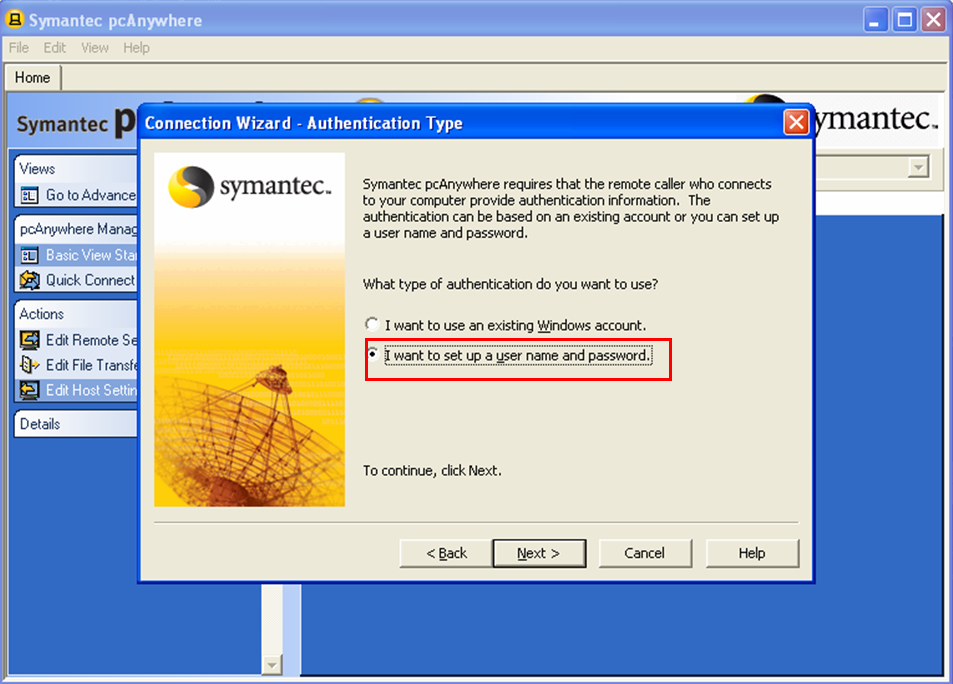 Symantec pcAnywhere
File Edit View Help
Home
Symantec
symantec.
Views
Go to Advance
pcAnywhere Manag
Basic View Sta
Quick Connect
Actions
Edit Remote Se
Edit File Transfe
Edit Host Settin
Details
Connection Wizard - Authentication Type
symantec.
Symantec pcAnywhere requires that the remote caller who connects
to your computer provide authentication information. The
authentication can be based on an existing account or you can set up
a user name and password.
What type of authentication do you want to use?
I want to use an existing Windows account.
I want to set up a user name and password.
To continue, click Next.
< Back Next > Cancel Help